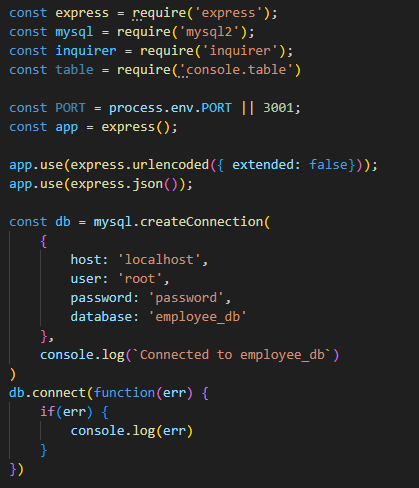 const express = require('express');
const mysql = require('mysql2');
const inquirer = require('inquirer');
const table = require('console.table')
const PORT = process.env.PORT || 3001;
const app = express();
app.use(express.urlencoded({ extended: false}));
app.use(express.json());
const db = mysql.createConnection(
    {
        host: 'localhost',
        user: 'root',
        password: 'password',
        database: 'employee_db'
    },
    console.log(`Connected to employee_db`)
)
db.connect(function(err) {
    if(err) {
        console.log(err)
    }
})